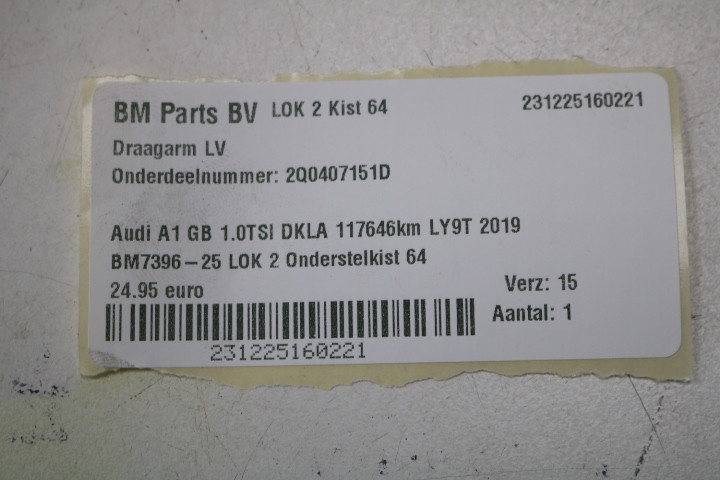 BM Parts BV LOK 2 Kist 64 231225160221
Draagarm LV
Onderdeelnummer: 2Q0407151D
Audi A1 GB 1.0TSI DKLA 117646km LY9T 2019
BM7396-25 LOK 2 Onderstelkist 64
24.95 euro Verz: 15
Aantal: 1
231225160221